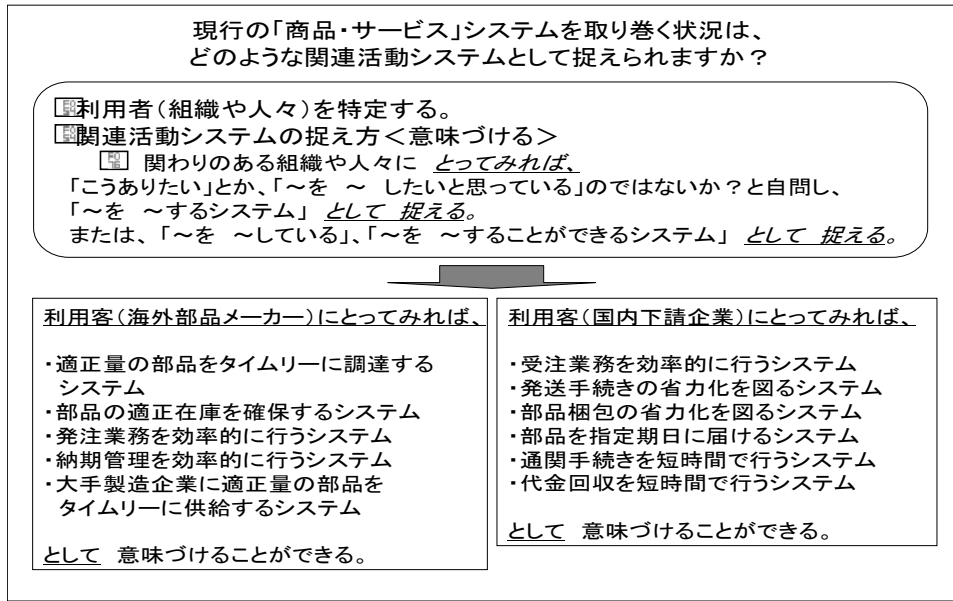 現行の「商品・サービス」システムを取り巻く状況は、
どのような関連活動システムとして捉えられますか？
利用者（組織や人々）を特定する。
関連活動システムの捉え方＜意味づける＞
関わりのある組織や人々に とってみれば、
「こうありたい」とか、「～を ～ したいと思っている」のではないか？と自問し、
「～を ～するシステム」 として 捉える。
または、「～を ～している」、「～を ～することができるシステム」 として 捉える。
利用客（海外部品メーカー）にとってみれば、
・適正量の部品をタイムリーに調達する
システム
・部品の適正在庫を確保するシステム
・発注業務を効率的に行うシステム
・納期管理を効率的に行うシステム
・大手製造企業に適正量の部品を
タイムリーに供給するシステム
として 意味づけることができる。
利用客（国内下請企業）にとってみれば、
・受注業務を効率的に行うシステム
・発送手続きの省力化を図るシステム
・部品梱包の省力化を図るシステム
・部品を指定期日に届けるシステム
・通関手続きを短時間で行うシステム
・代金回収を短時間で行うシステム
として 意味づけることができる。